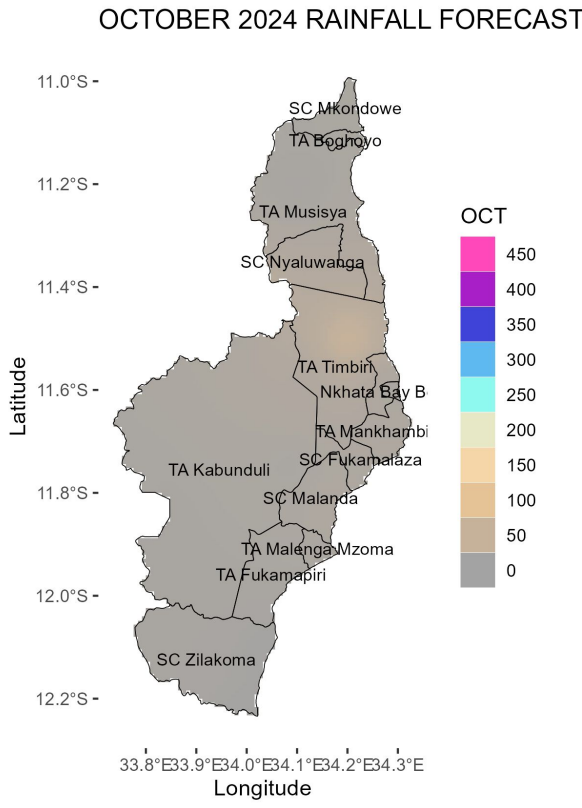 OCTOBER 2024 RAINFALL FORECAST
11.0°S
SC Mkondowe
TA Boghoyo
11.2°S
TA Musisya
OCT
450
SC Nyaluwanga
11.4°S
400
350
300
TA Timbiri
11.6°S
Nkhata Bay B
250
200
TA Mankhambi
SC Fukamalaza
TA Kabunduli
150
11.8°S
SC Malanda
100
50
TA Malenga Mzoma
0
TA Fukamapiri
12.0°S
SC Zilakoma
12.2°S
33.8°E 33.9°E 34.0°E 34.1°E 34.2°E 34.3°E
Longitude
Latitude